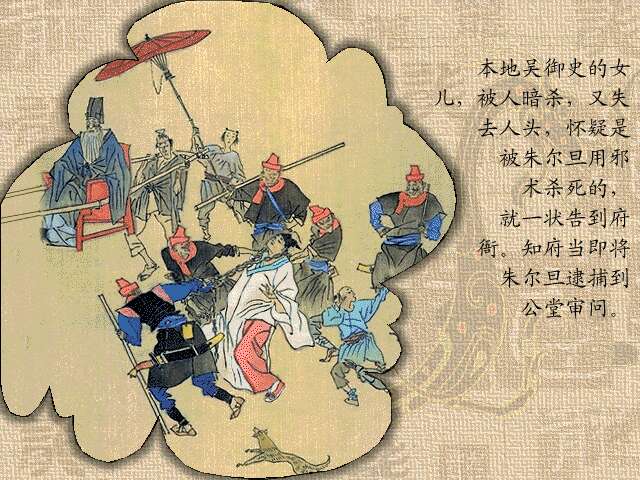 本地吴御史的女
儿，被人暗杀，又失
去人头，怀疑是
被朱尔旦用邪
术杀死的，
就一状告到府
衙。知府当即将
朱尔旦逮捕到
公堂审问。